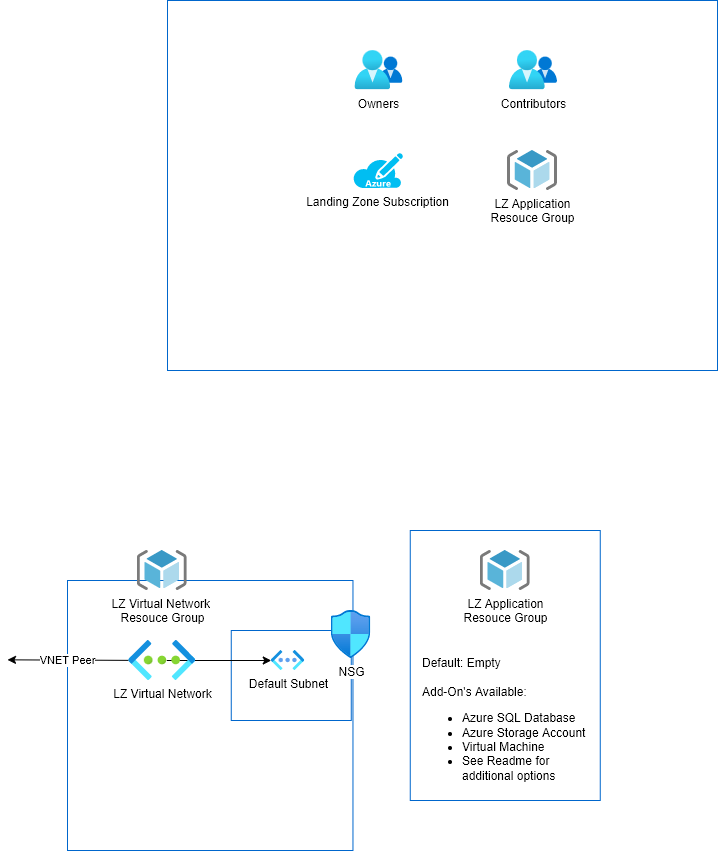 Owners
Contributors
Azure
Landing Zone Subscription
LZ Application
Resouce Group
LZ Virtual Network
Resouce Group
VNET Peer
LZ Virtual Network
Default Subnet
NSG
LZ Application
Resouce Group
Default: Empty
Add-On's Available:
• Azure SQL Database
• Azure Storage Account
• Virtual Machine
• See Readme for
additional options